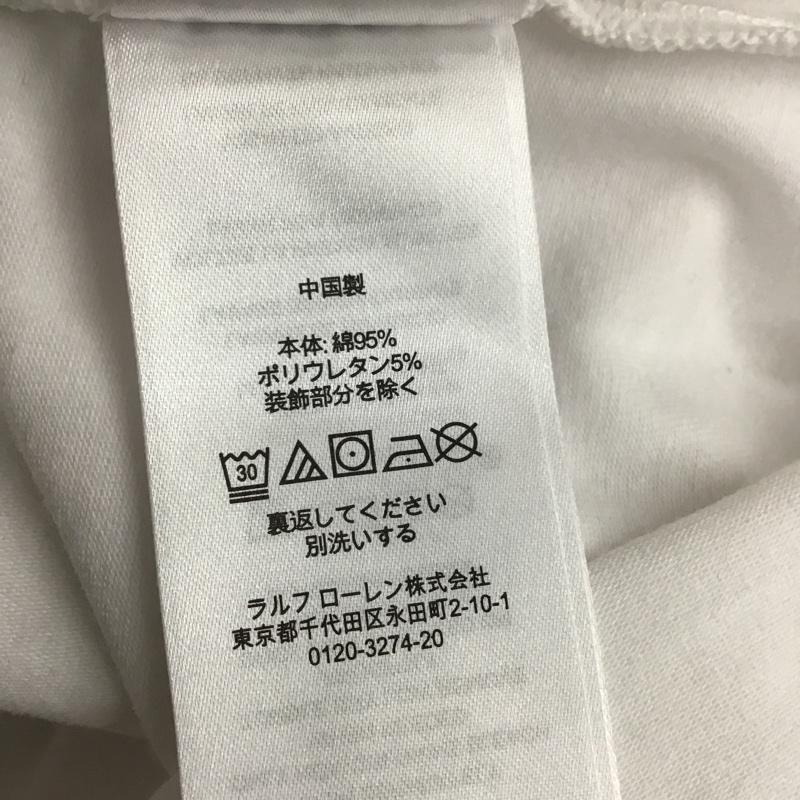 中国製
本体: 綿95%
ポリウレタン5%
装飾部分を除く
30
裏返してください
別洗いする
ラルフ ローレン株式会社
東京都千代田区永田町2-10-1
0120-3274-20